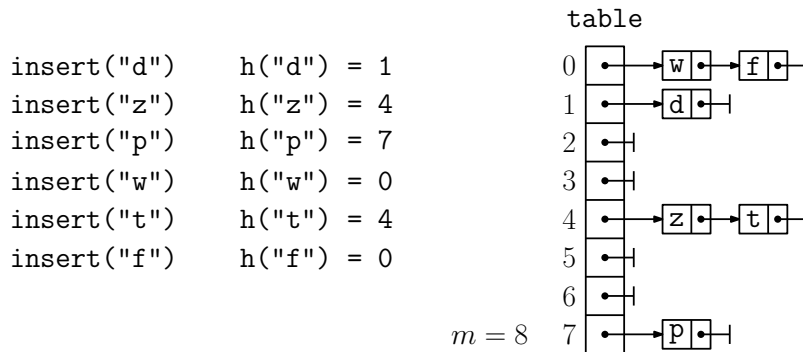 table
insert("d") h("d") = 1 0 w f
insert("z") h("z") = 4 1 d
insert("p") h("p") = 7 2
insert("w") h("w") = 0 3
insert("t") h("t") = 4 4 z t
insert("f") h("f") = 0 5
6
m = 8 7 p